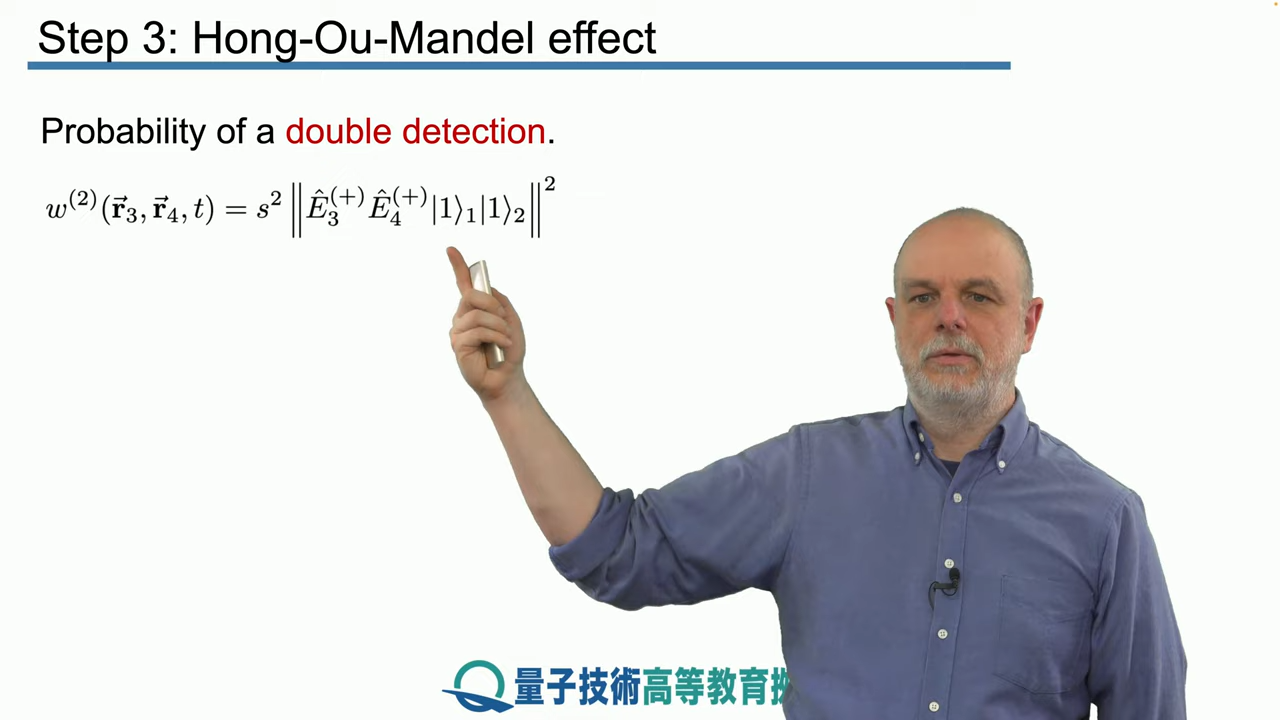 Step 3: Hong-Ou-Mandel effect
Probability of a double detection.
w^{(2)}(\vec{r}_3, \vec{r}_4, t) = s^2 \left\| \hat{E}_3^{(+)} \hat{E}_4^{(+)} |1\rangle_1 |1\rangle_2 \right\|^2
量子技術高等教育拠